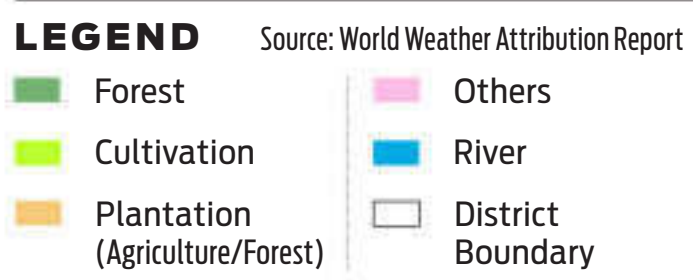 LEGEND Source: World Weather Attribution Report
Forest
Cultivation
Plantation
(Agriculture/Forest)
Others
River
District
Boundary